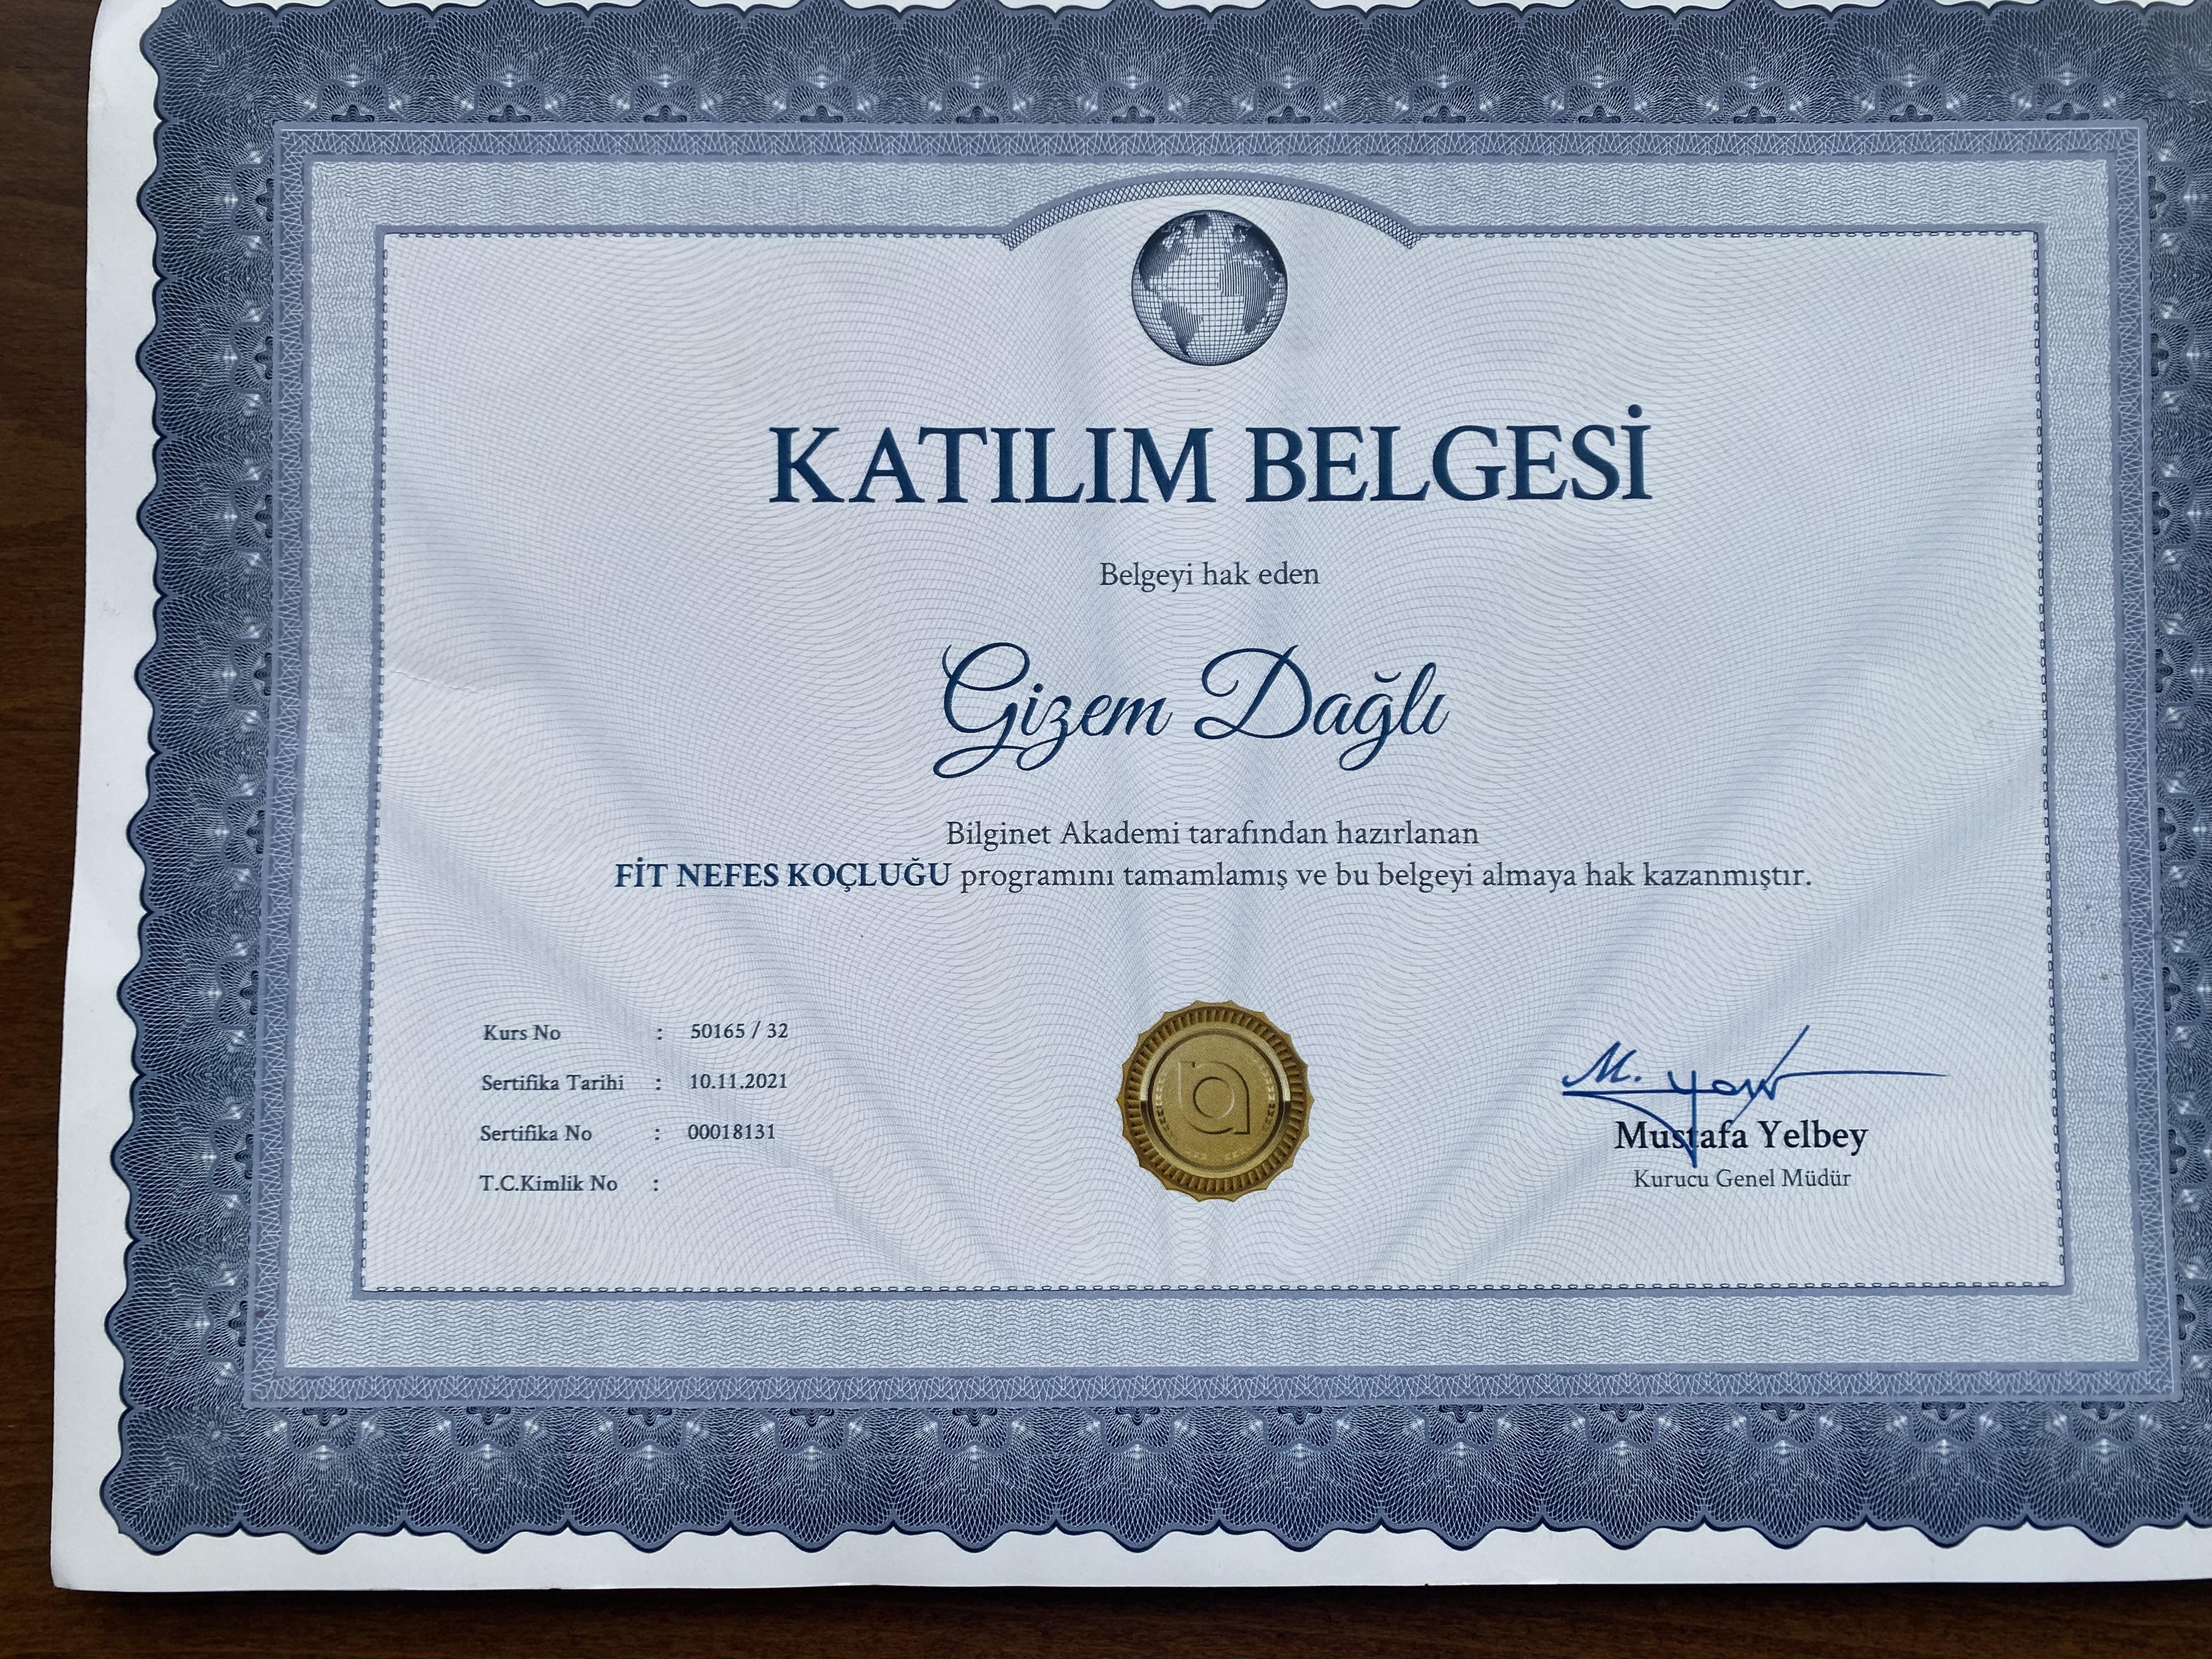 KATILIM BELGESİ
Belgeyi hak eden
Gizem Dağlı
Bilginet Akademi tarafından hazırlanan
FİT NEFES KOÇLUĞU programını tamamlamış ve bu belgeyi almaya hak kazanmıştır.
Kurs No : 50165 / 32
Sertifika Tarihi : 10.11.2021
Sertifika No : 00018131
T.C.Kimlik No :
Mustafa Yelbey
Kurucu Genel Müdür